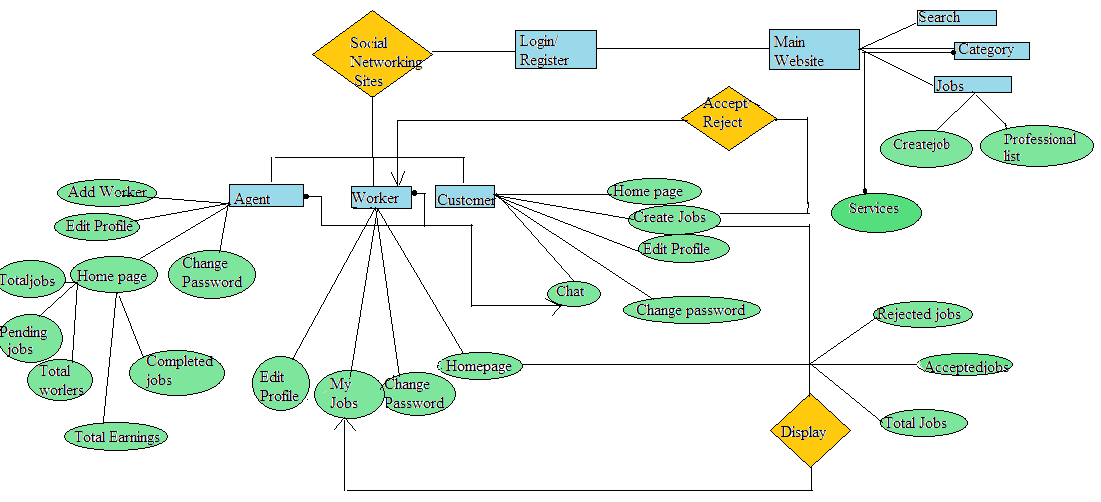 Search
Social
Networking
Sites
Login/
Register
Main
Website
Category
Jobs
Accept
Reject
Createjob
Professional
list
Add Worker
Agent
Worker
Customer
Home page
Services
Edit Profile
Create Jobs
Edit Profile
Totaljobs
Home page
Change
Password
Chat
Change password
Rejected jobs
Pending
jobs
Total
worlers
Completed
jobs
Edit
Profile
My
Jobs
Change
Password
Homepage
Acceptedjobs
Total Earnings
Display
Total Jobs